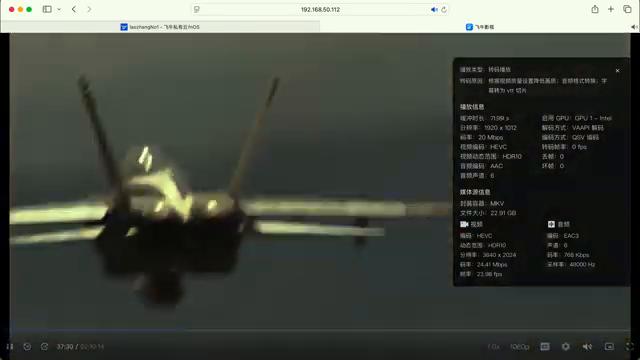 192.168.50.112
laozhangNo1 - 飞牛私有云fnOS
飞牛影视
播放类型：转码播放
转码原因：根据视频质量设置降低画质；音频格式转换；字
幕转为 vtt 切片
播放信息
缓冲时长：71.99 s
启用 GPU：GPU 1 - Intel
分辨率：1920 x 1012
解码方式：VAAPI 解码
码率：20 Mbps
编码方式：QSV 编码
视频编码：HEVC
转码帧率：0 fps
视频动态范围：HDR10
丢帧：0
音频编码：AAC
坏帧：0
音频声道：6
媒体源信息
封装容器：MKV
文件大小：22.91 GB
视频
音频
编码：HEVC
编码：EAC3
动态范围：HDR10
声道：6
分辨率：3840 x 2024
码率：768 Kbps
码率：24.41 Mbps
采样率：48000 Hz
帧率：23.98 fps
37:30 / 02:10:14
1.0x
1080p